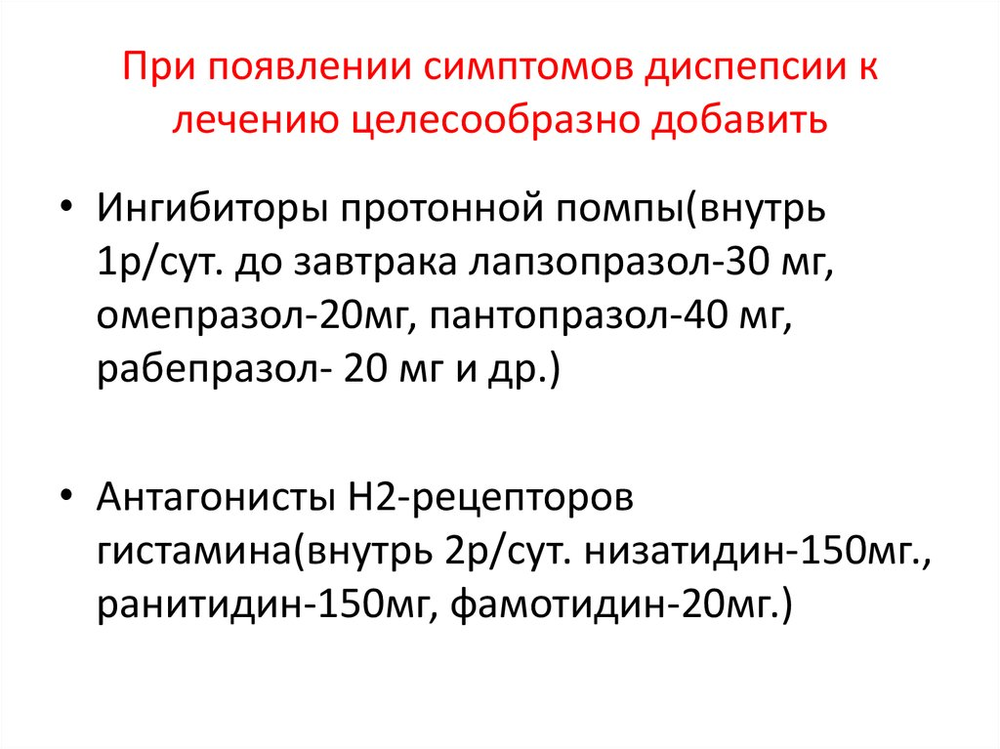 При появлении симптомов диспепсии к
лечению целесообразно добавить
• Ингибиторы протонной помпы(внутрь
1р/сут. до завтрака лапзопразол-30 мг,
омепразол-20мг, пантопразол-40 мг,
рабепразол- 20 мг и др.)
• Антагонисты Н2-рецепторов
гистамина(внутрь 2р/сут. низатидин-150мг.,
ранитидин-150мг, фамотидин-20мг.)